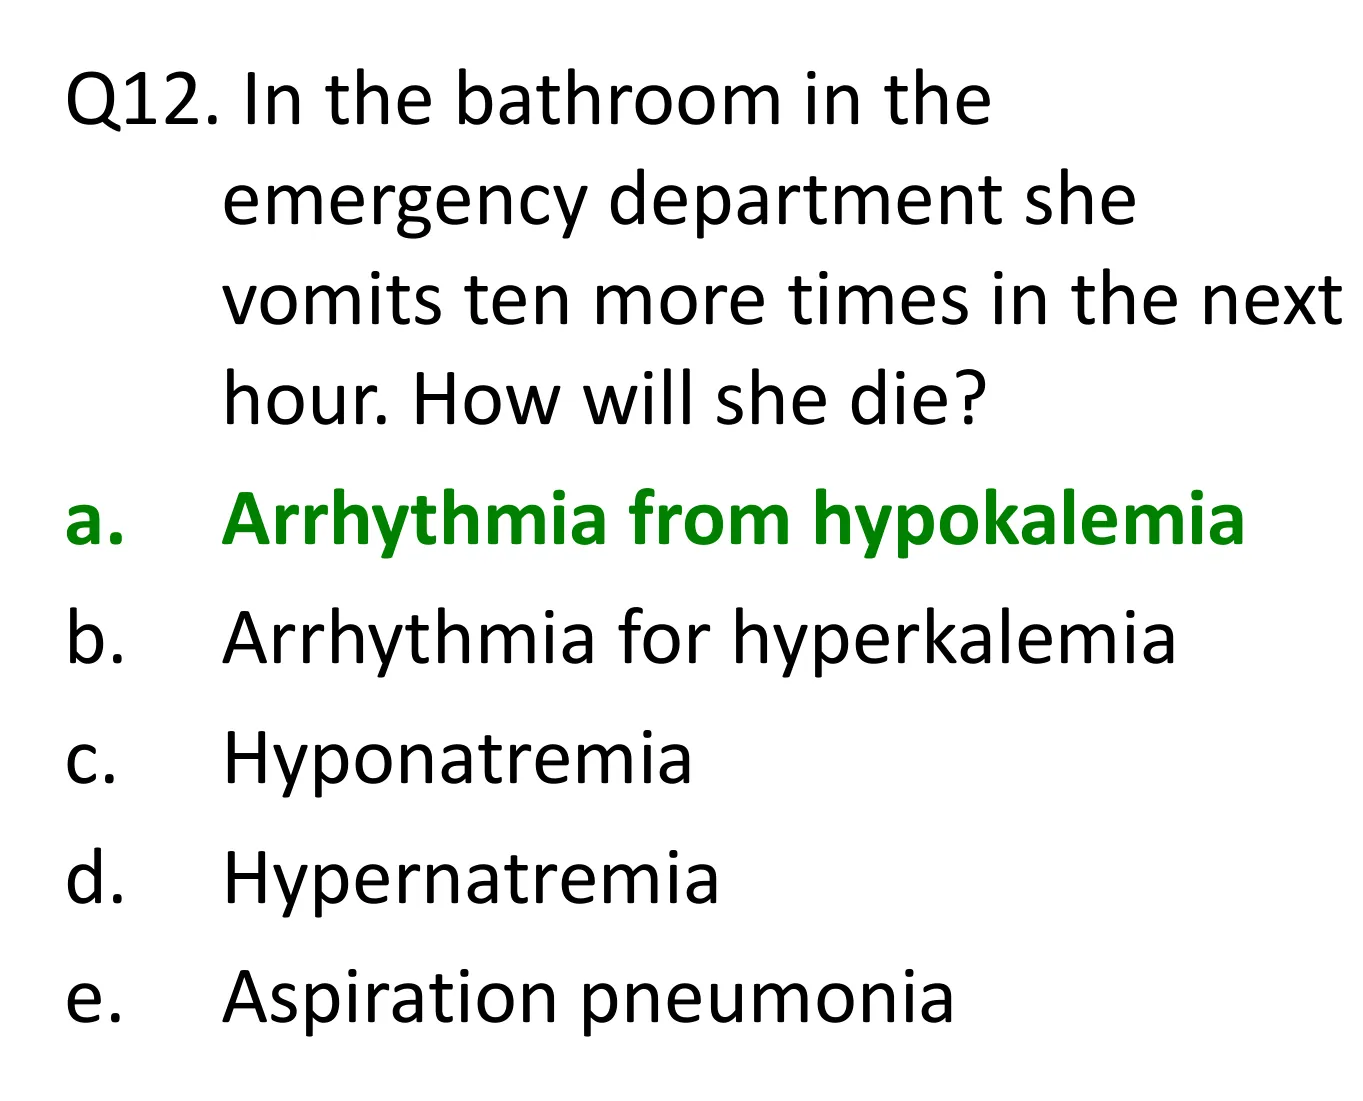 Q12. In the bathroom in the
emergency department she
vomits ten more times in the next
hour. How will she die?
a. Arrhythmia from hypokalemia
b. Arrhythmia for hyperkalemia
c. Hyponatremia
d. Hypernatremia
e. Aspiration pneumonia